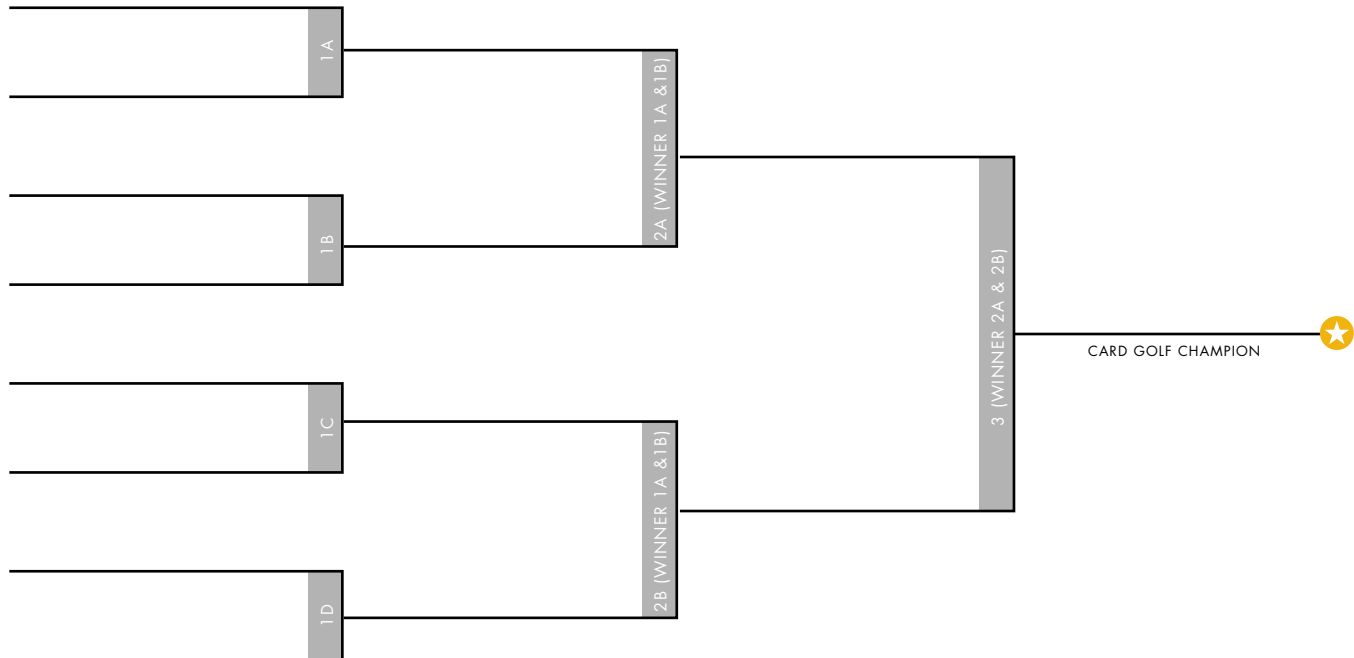 1A
1B
1C
1D
2A (WINNER 1A &1B)
2B (WINNER 1A &1B)
3 (WINNER 2A & 2B)
CARD GOLF CHAMPION